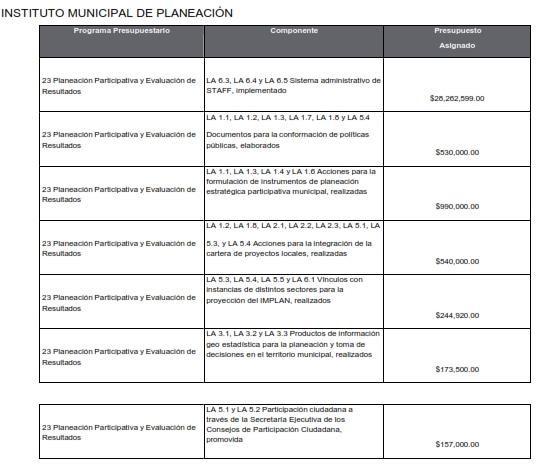 INSTITUTO MUNICIPAL DE PLANEACIÓN
Programa Presupuestario
Componente
Presupuesto
Asignado
23 Planeación Participativa y Evaluación de
Resultados
LA 6.3, LA 6.4 y LA 6.5 Sistema administrativo de
STAFF, implementado
$28,262,599.00
23 Planeación Participativa y Evaluación de
Resultados
LA 1.1, LA 1.2, LA 1.3, LA 1.7, LA 1.8 y LA 5.4
Documentos para la conformación de políticas
públicas, elaborados
$530,000.00
23 Planeación Participativa y Evaluación de
Resultados
LA 1.1, LA 1.3, LA 1.4 y LA 1.6 Acciones para la
formulación de instrumentos de planeación
estratégica participativa municipal, realizadas
$990,000.00
23 Planeación Participativa y Evaluación de
Resultados
LA 1.2, LA 1.8, LA 2.1, LA 2.2, LA 2.3, LA 5.1, LA
5.3, y LA 5.4 Acciones para la integración de la
cartera de proyectos locales, realizadas
$540,000.00
23 Planeación Participativa y Evaluación de
Resultados
LA 5.3, LA 5.4, LA 5.5 y LA 6.1 Vínculos con
instancias de distintos sectores para la
proyección del IMPLAN, realizados
$244,920.00
23 Planeación Participativa y Evaluación de
Resultados
LA 3.1, LA 3.2 y LA 3.3 Productos de información
geo estadística para la planeación y toma de
decisiones en el territorio municipal, realizados
$173,500.00
23 Planeación Participativa y Evaluación de
Resultados
LA 5.1 y LA 5.2 Participación ciudadana a
través de la Secretaría Ejecutiva de los
Consejos de Participación Ciudadana,
promovida
$157,000.00